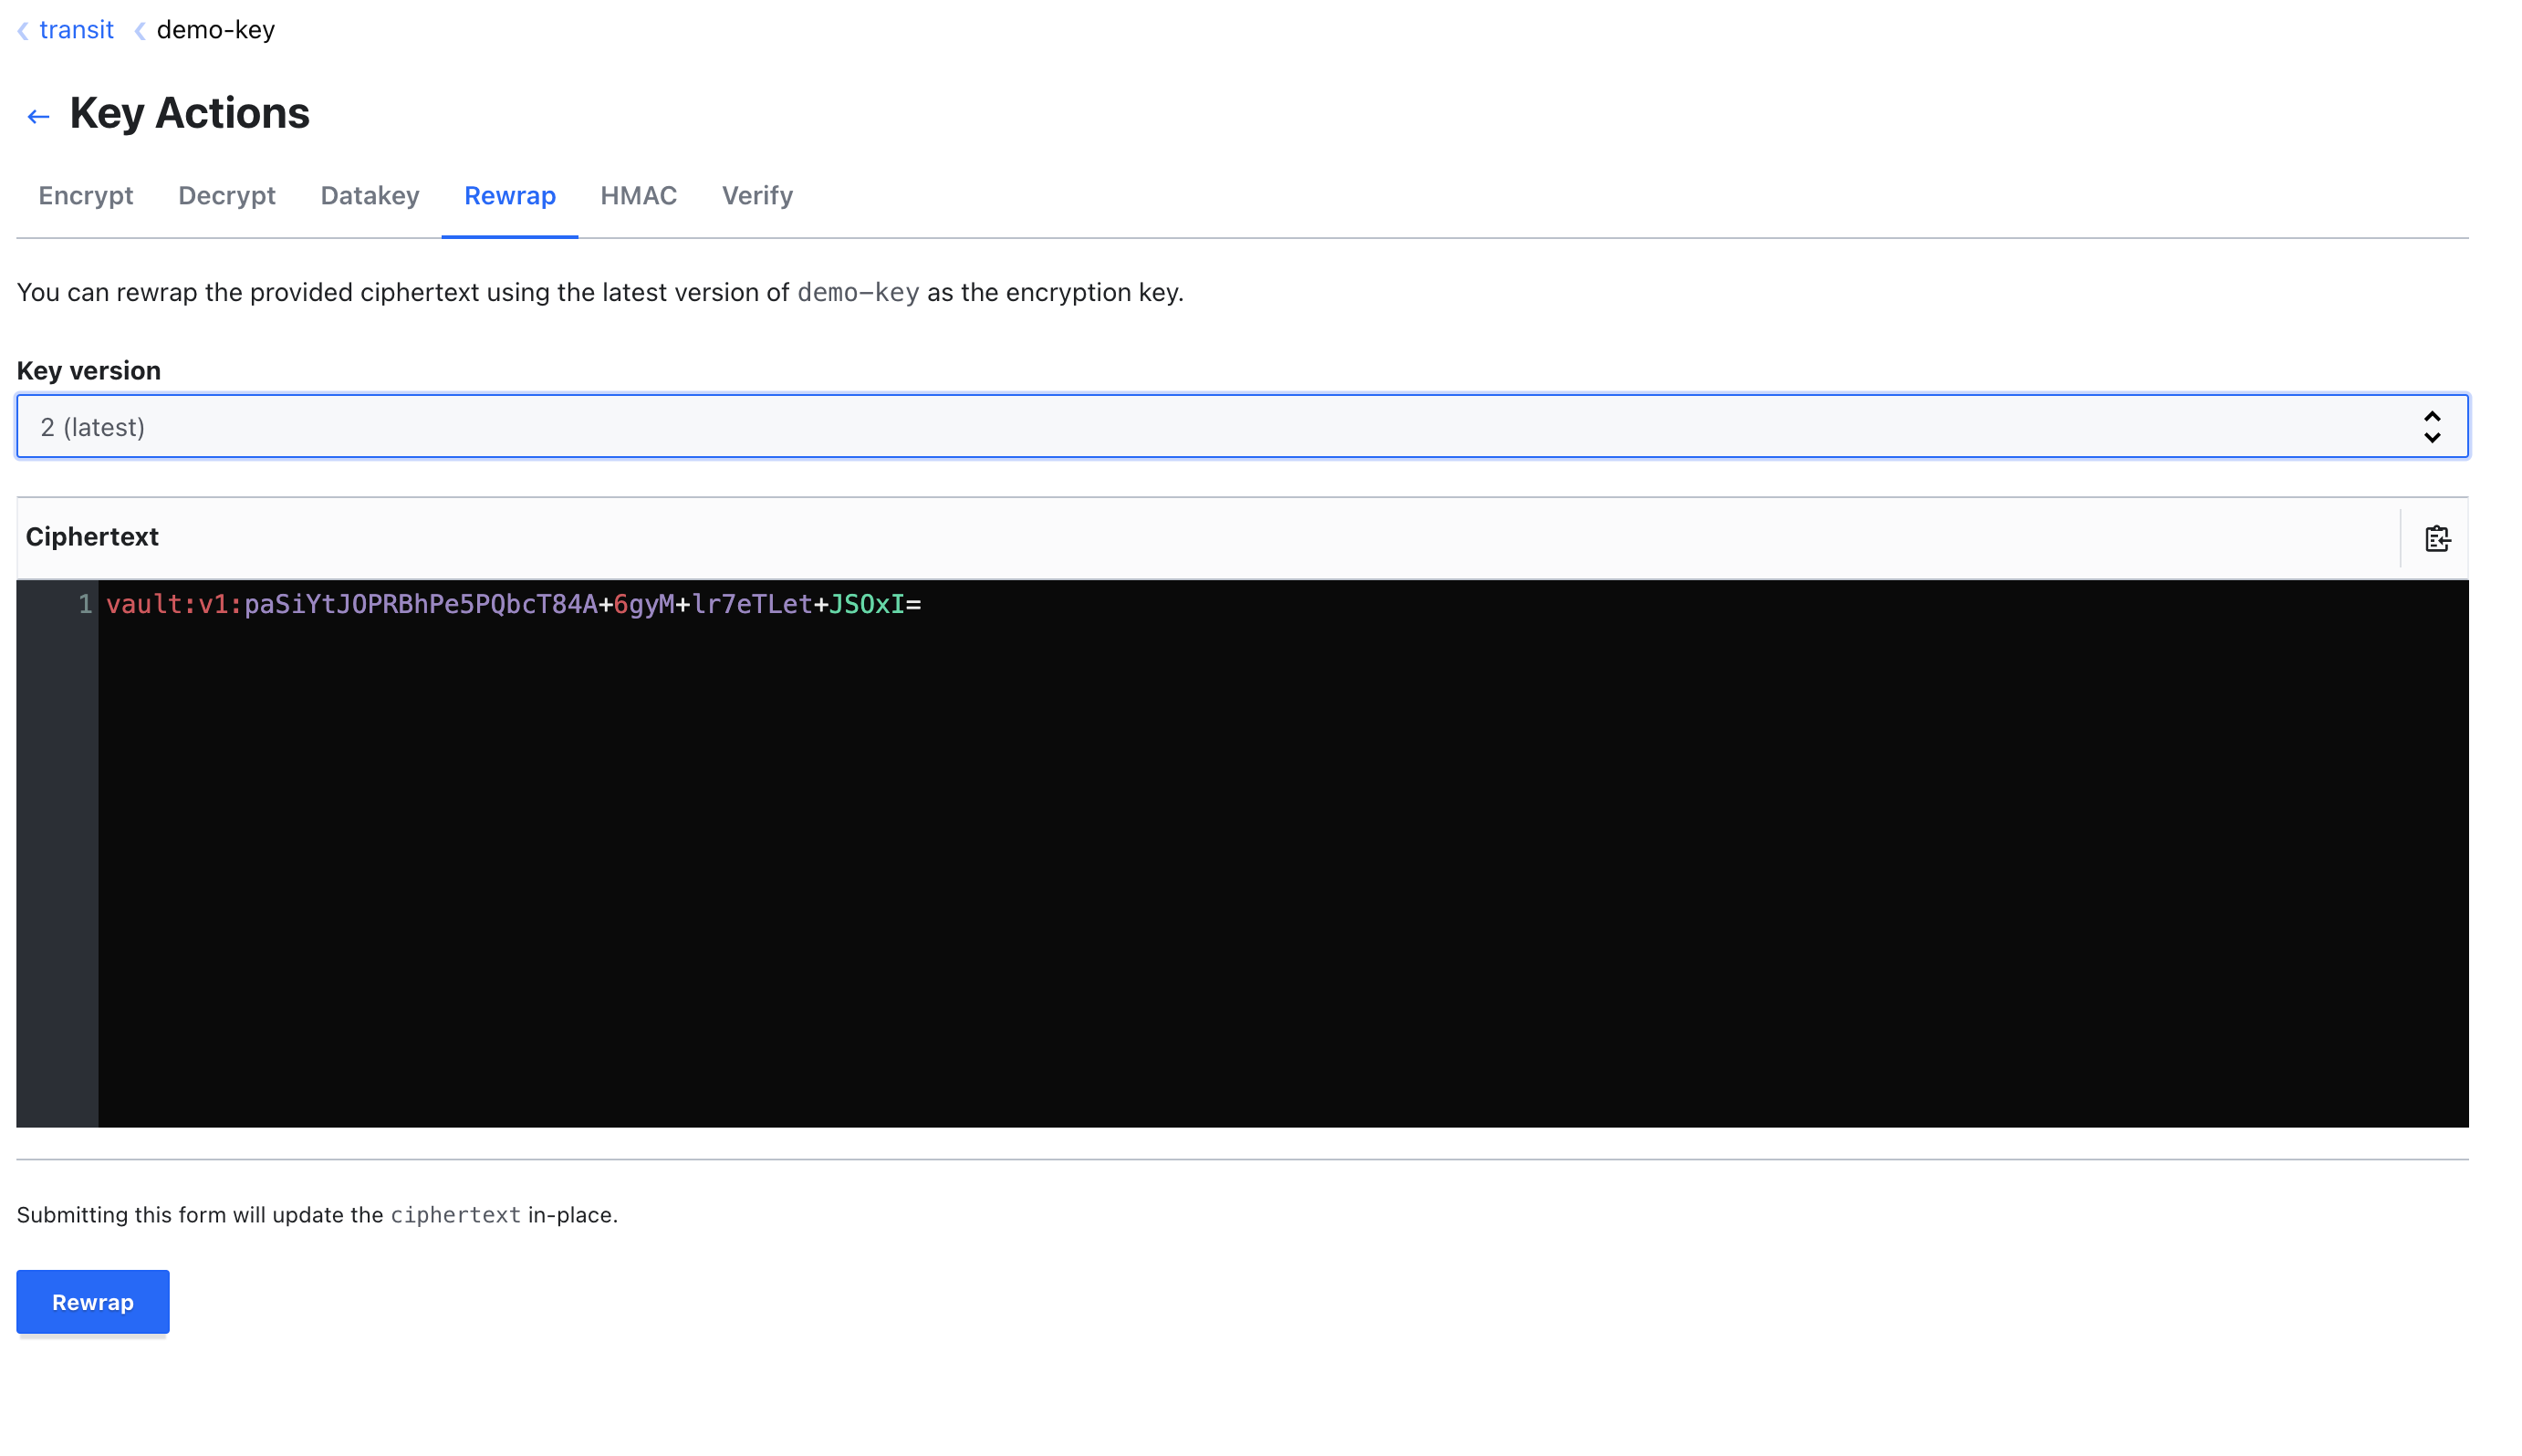 transit demo-key
Key Actions
Encrypt Decrypt Datakey Rewrap HMAC Verify
You can rewrap the provided ciphertext using the latest version of demo-key as the encryption key.
Key version
2 (latest)
Ciphertext
1 vault:v1:paSiYtJOPRBhPe5PQbcT84A+6gyM+lr7eTLet+JSOxI=
Submitting this form will update the ciphertext in-place.
Rewrap